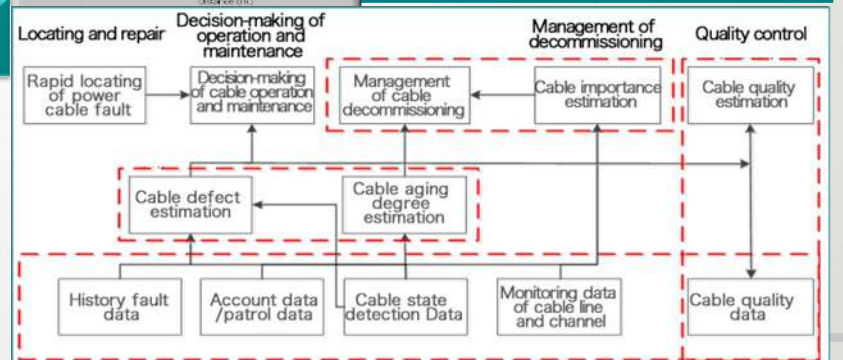 distance (m)
Locating and repair
Decision-making of
operation and
maintenance
Management of
decommissioning
Quality control
Rapid locating
of power
cable fault
Decision-making
of cable operation
and maintenance
Management
of cable
decommissioning
Cable importance
estimation
Cable quality
estimation
Cable defect
estimation
Cable aging
degree
estimation
History fault
data
Account data
/patrol data
Cable state
detection Data
Monitoring data
of cable line
and channel
Cable quality
data